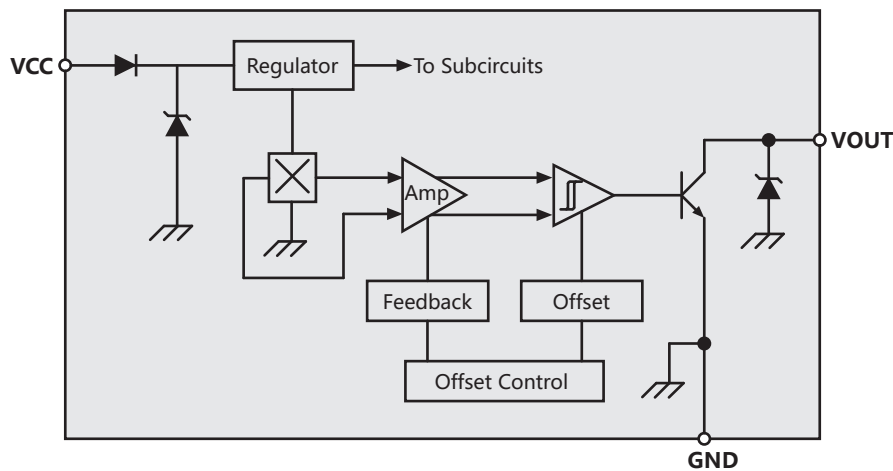 VCC
Regulator
To Subcircuits
VOUT
Amp
Feedback
Offset
Offset Control
GND